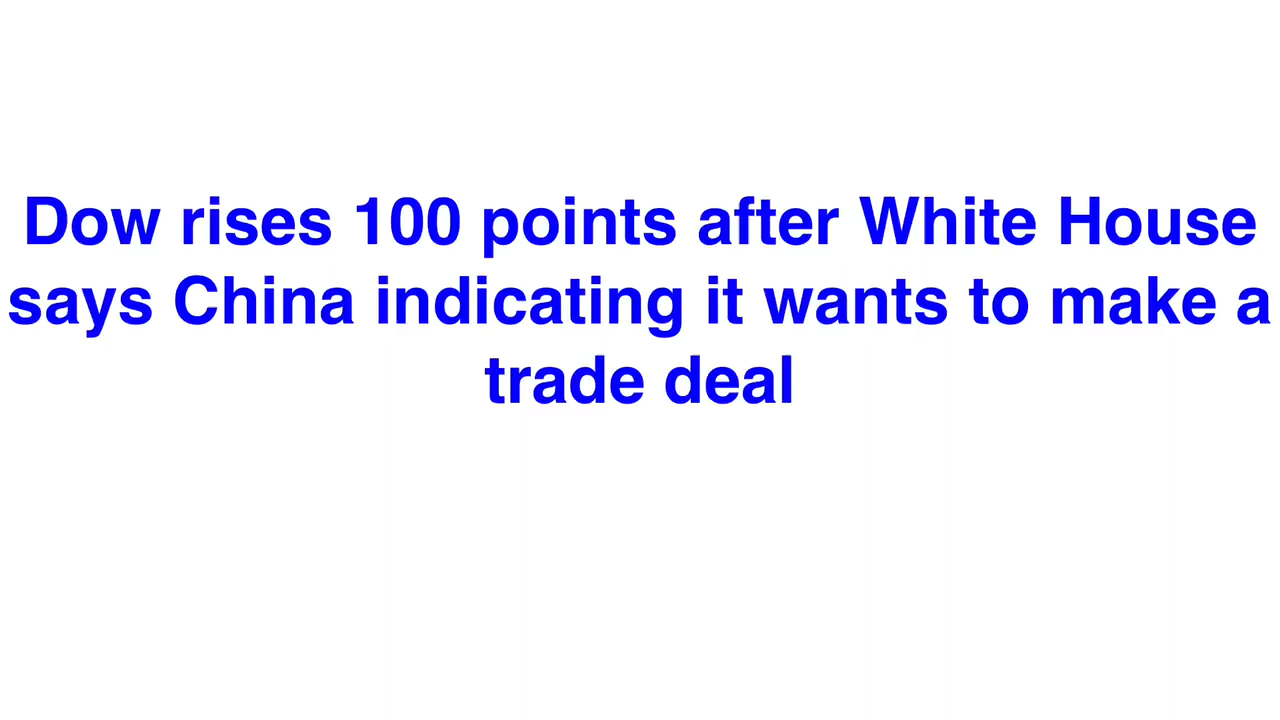 Dow rises 100 points after White House
says China indicating it wants to make a
trade deal